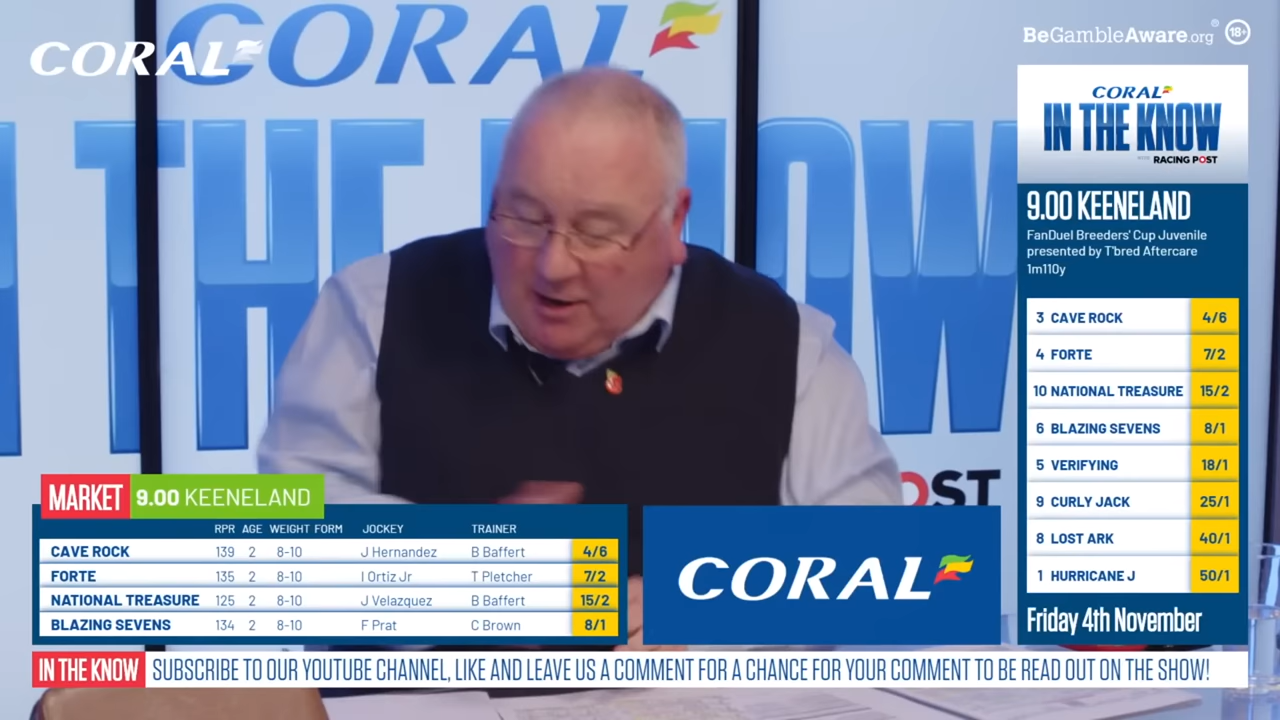 CORAL
CORAL
BeGambleAware.org® 18+
IN THE KNOW
CORAL
IN THE KNOW
WITH RACING POST
9.00 KEENELAND
FanDuel Breeders' Cup Juvenile
presented by T'bred Aftercare
1m110y
3 CAVE ROCK 4/6
4 FORTE 7/2
10 NATIONAL TREASURE 15/2
6 BLAZING SEVENS 8/1
5 VERIFYING 18/1
9 CURLY JACK 25/1
8 LOST ARK 40/1
1 HURRICANE J 50/1
Friday 4th November
OST
MARKET 9.00 KEENELAND
RPR AGE WEIGHT FORM JOCKEY TRAINER
CAVE ROCK 139 2 8-10 J Hernandez B Baffert 4/6
FORTE 135 2 8-10 I Ortiz Jr T Pletcher 7/2
NATIONAL TREASURE 125 2 8-10 J Velazquez B Baffert 15/2
BLAZING SEVENS 134 2 8-10 F Prat C Brown 8/1
CORAL
IN THE KNOW SUBSCRIBE TO OUR YOUTUBE CHANNEL, LIKE AND LEAVE US A COMMENT FOR A CHANCE FOR YOUR COMMENT TO BE READ OUT ON THE SHOW!